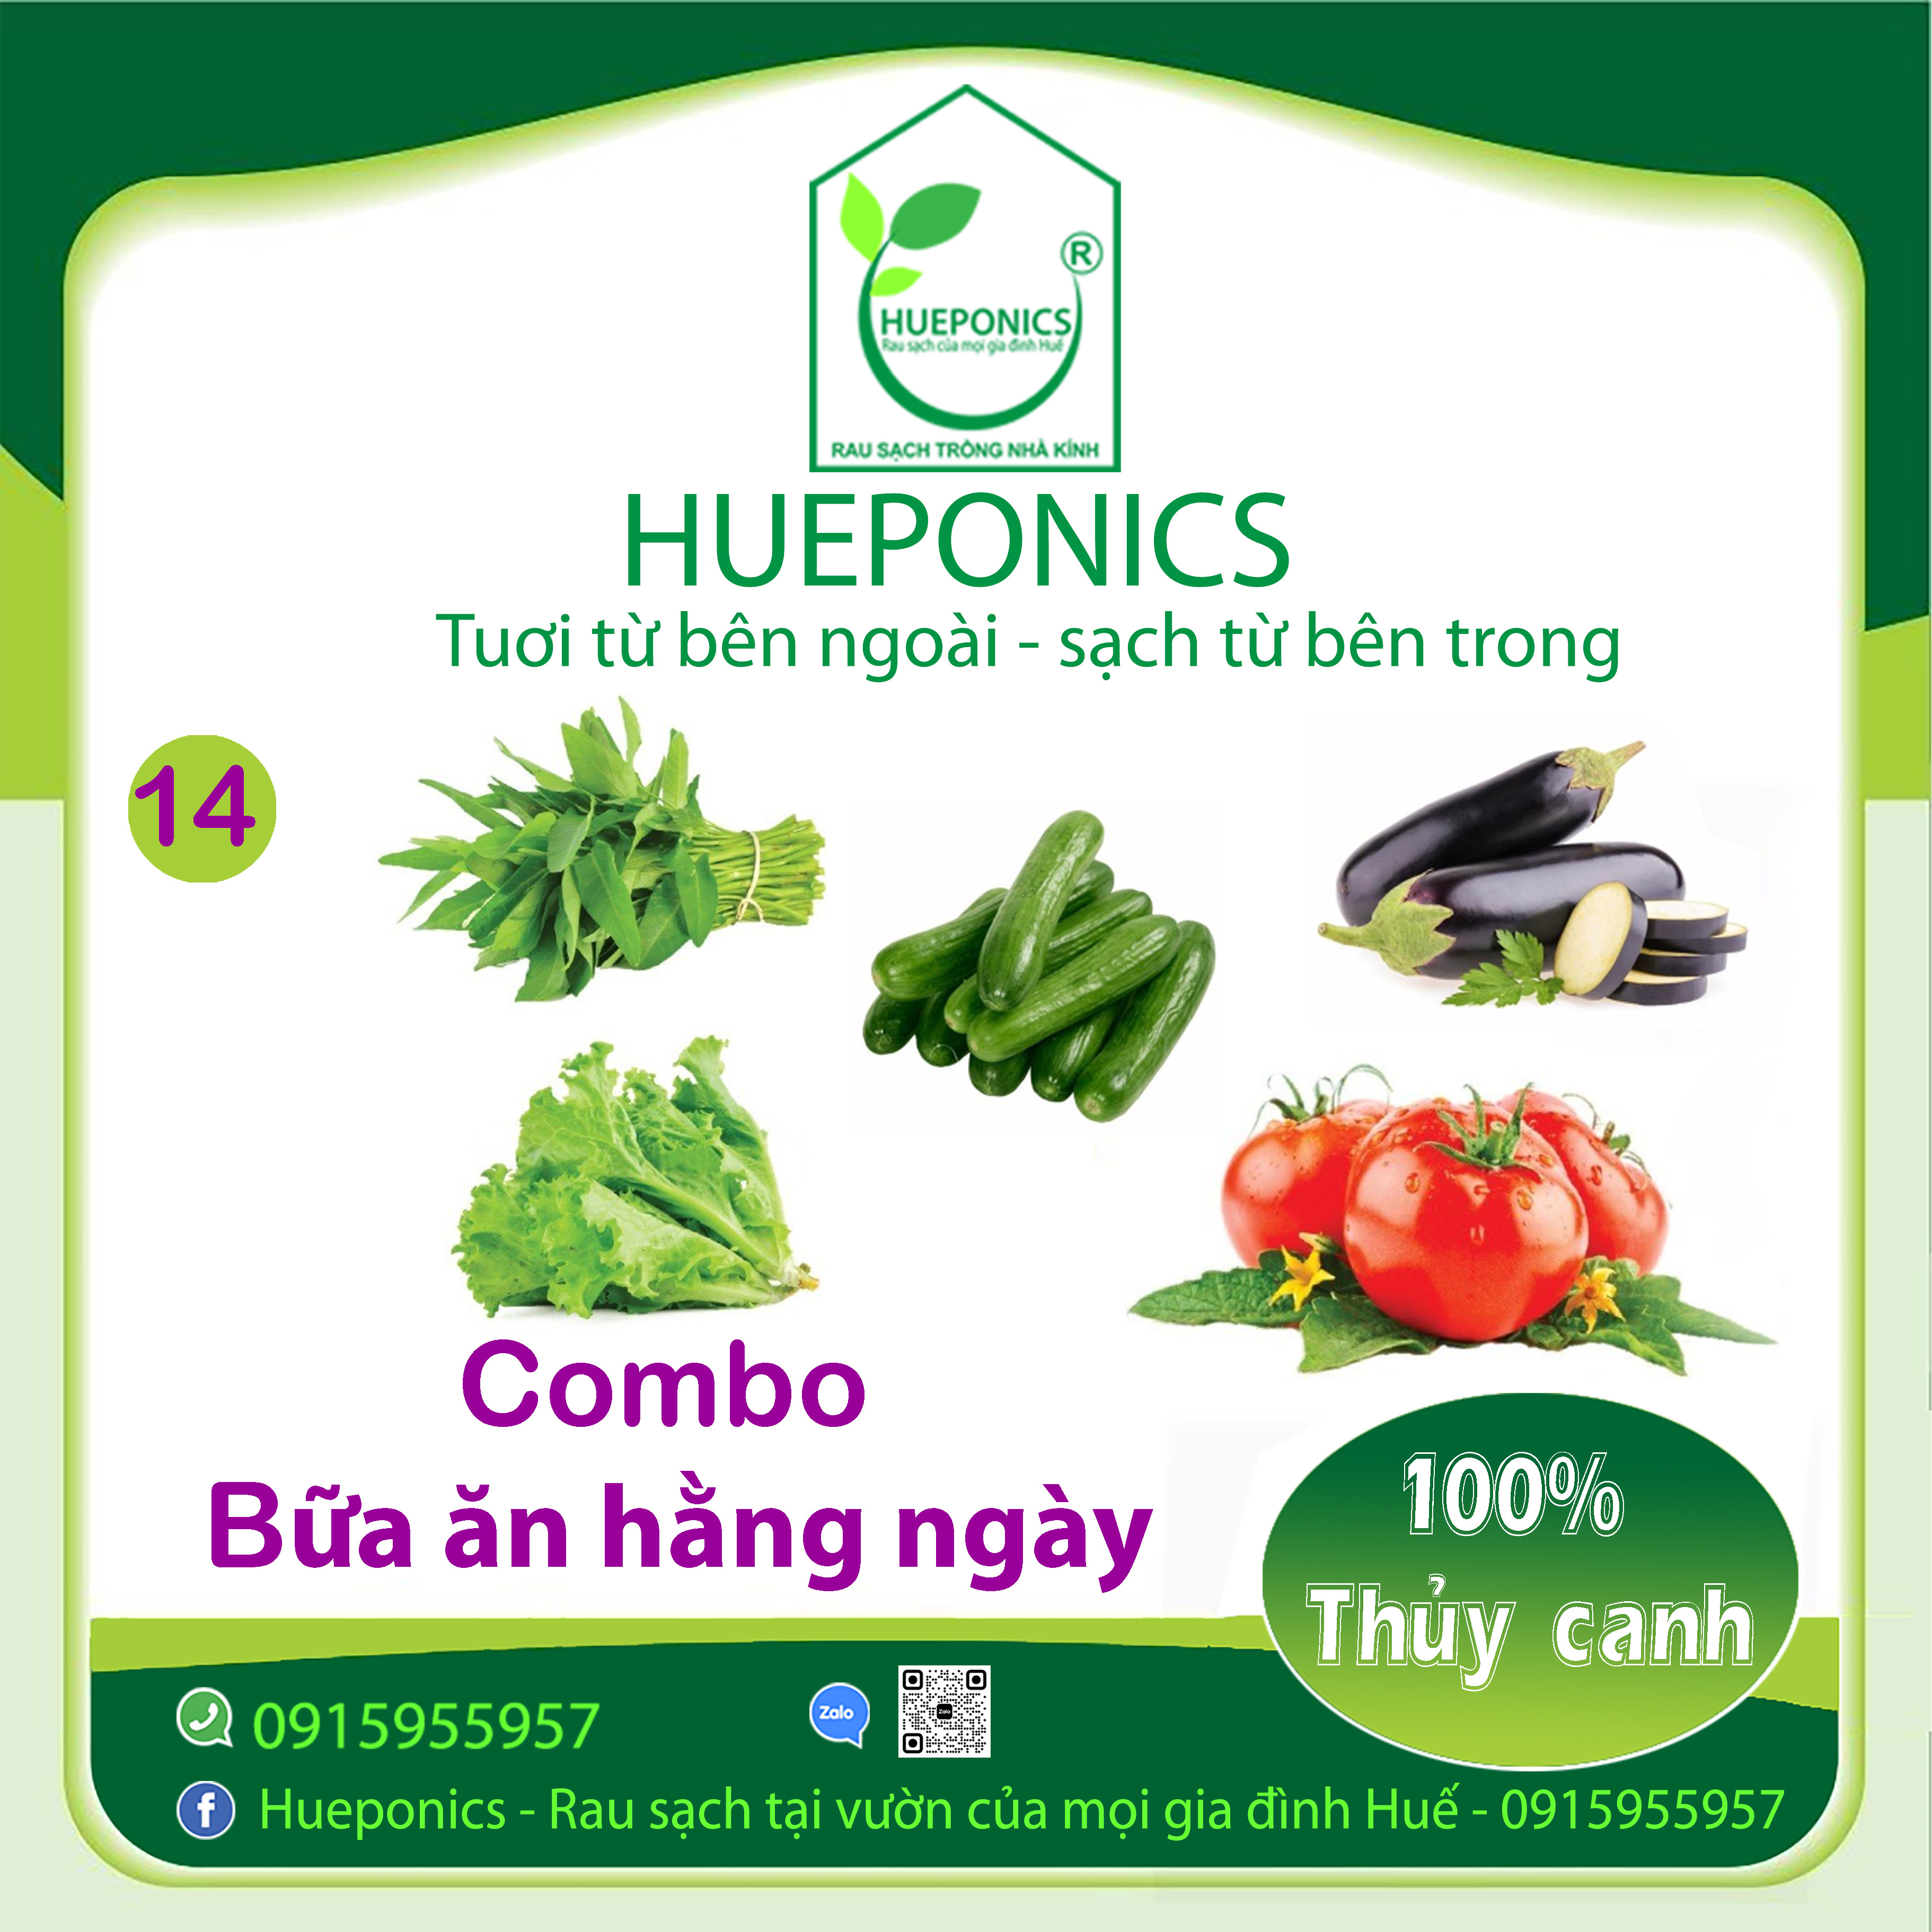 ®
HUEPONICS
Rau sạch của mọi gia đình Huế
RAU SẠCH TRỒNG NHÀ KÍNH
HUEPONICS
Tươi từ bên ngoài - sạch từ bên trong
14
Combo
Bữa ăn hằng ngày
100%
Thủy canh
0915955957
Zalo
Zalo
f Hueponics - Rau sạch tại vườn của mọi gia đình Huế - 0915955957